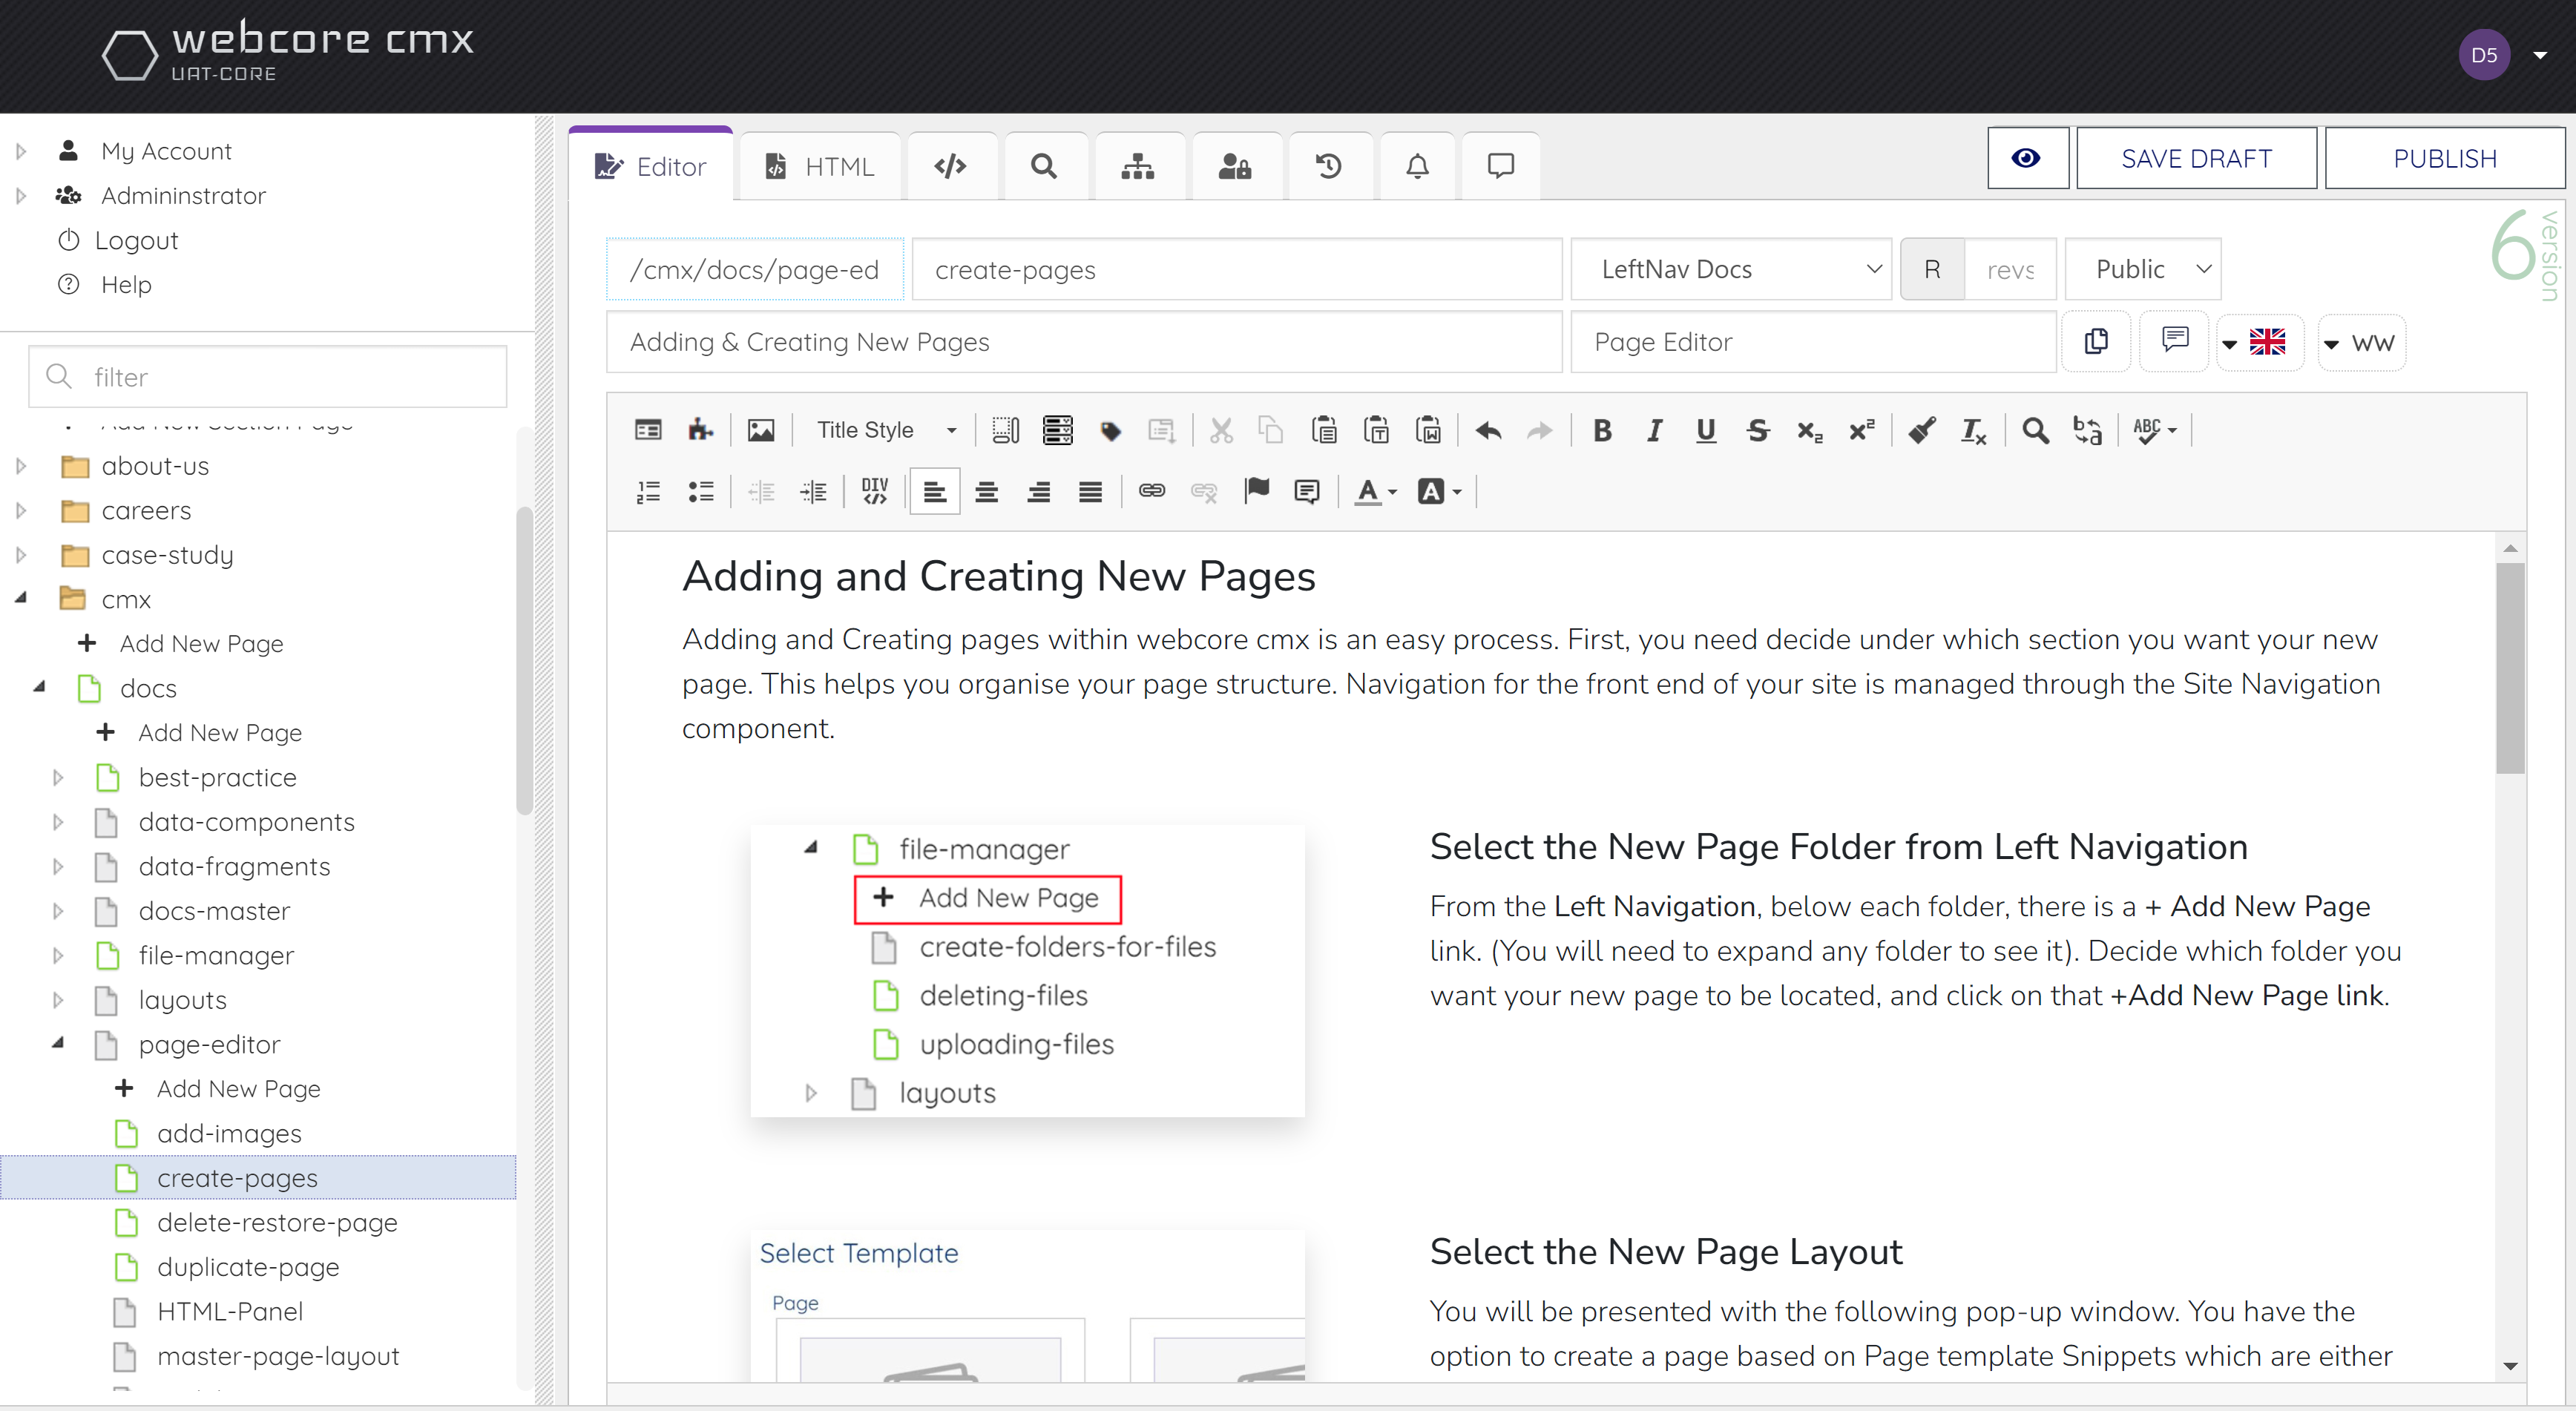 webcore cmx
UAT-CORE
D5
My Account
Admininstrator
Logout
Help
filter
Add New Section Page
about-us
careers
case-study
cmx
Add New Page
docs
Add New Page
best-practice
data-components
data-fragments
docs-master
file-manager
layouts
page-editor
Add New Page
add-images
create-pages
delete-restore-page
duplicate-page
HTML-Panel
master-page-layout
Editor
HTML
SAVE DRAFT
PUBLISH
/cmx/docs/page-ed
create-pages
LeftNav Docs
R
revs
Public
6 version
Adding & Creating New Pages
Page Editor
WW
Title Style
B I U S x₂ x² Tx
ABC
DIV
A
A
Adding and Creating New Pages
Adding and Creating pages within webcore cmx is an easy process. First, you need decide under which section you want your new
page. This helps you organise your page structure. Navigation for the front end of your site is managed through the Site Navigation
component.
file-manager
Add New Page
create-folders-for-files
deleting-files
uploading-files
layouts
Select the New Page Folder from Left Navigation
From the Left Navigation, below each folder, there is a + Add New Page
link. (You will need to expand any folder to see it). Decide which folder you
want your new page to be located, and click on that +Add New Page link.
Select Template
Page
Select the New Page Layout
You will be presented with the following pop-up window. You have the
option to create a page based on Page template Snippets which are either